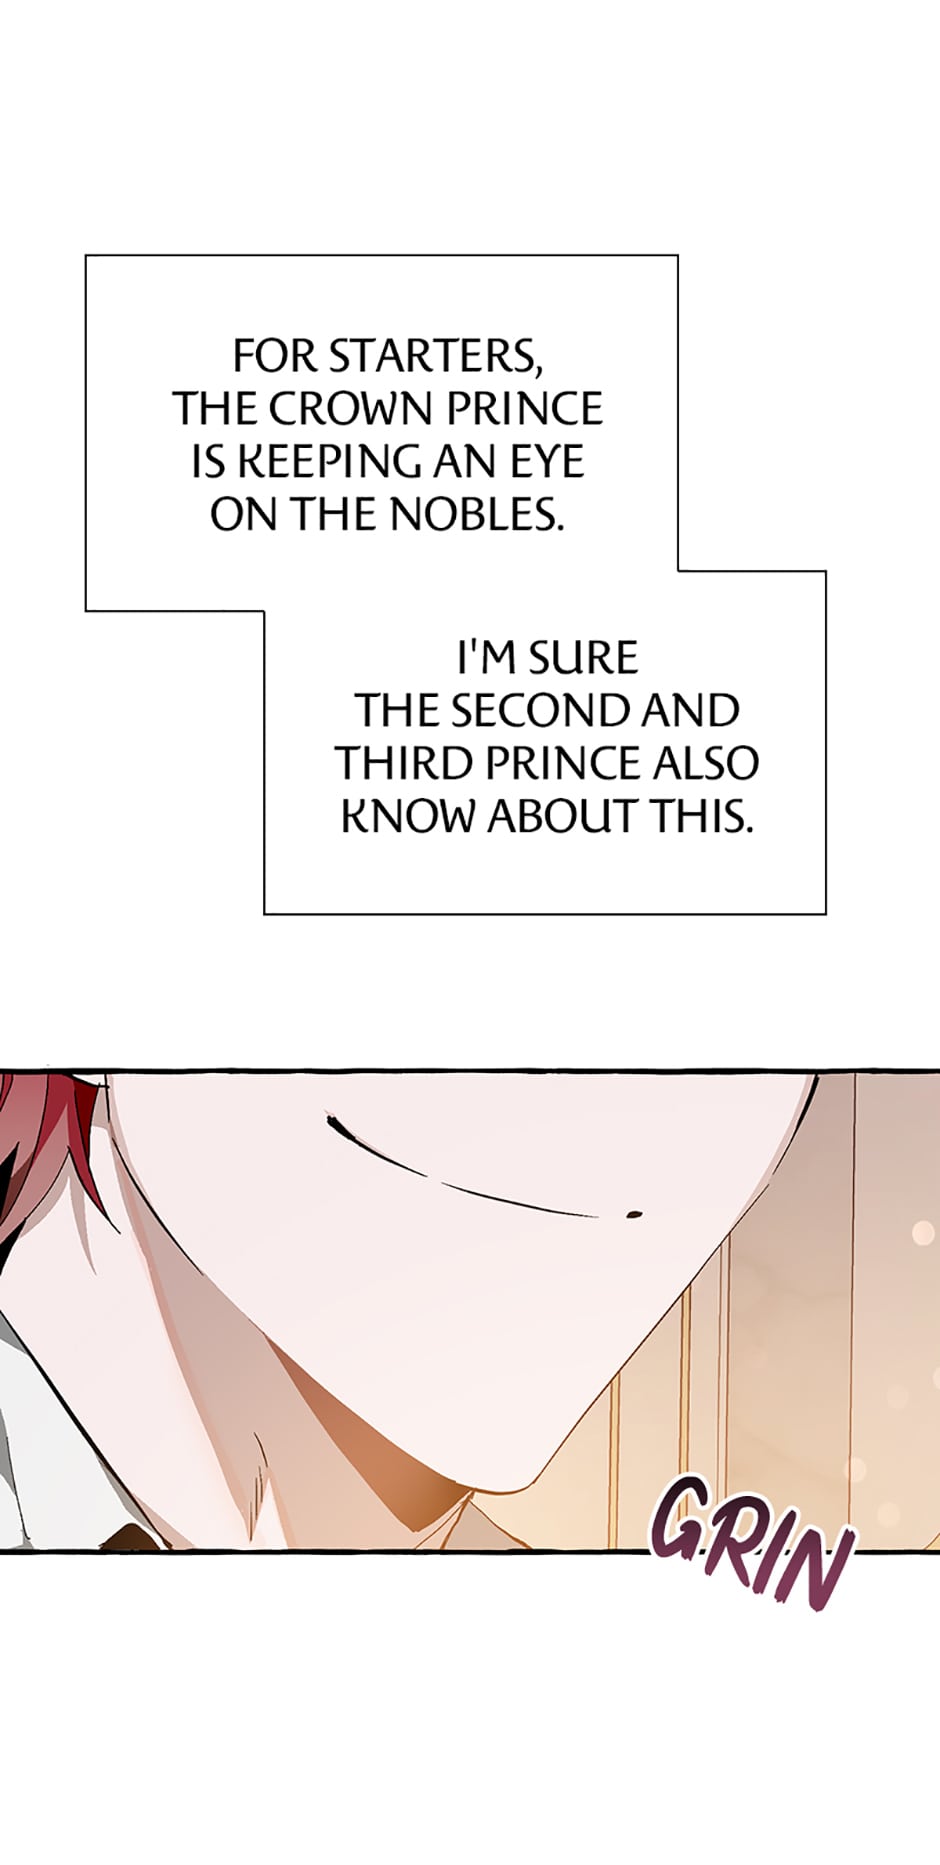 FOR STARTERS,
THE CROWN PRINCE
IS KEEPING AN EYE
ON THE NOBLES.
I'M SURE
THE SECOND AND
THIRD PRINCE ALSO
KNOW ABOUT THIS.
GRIN